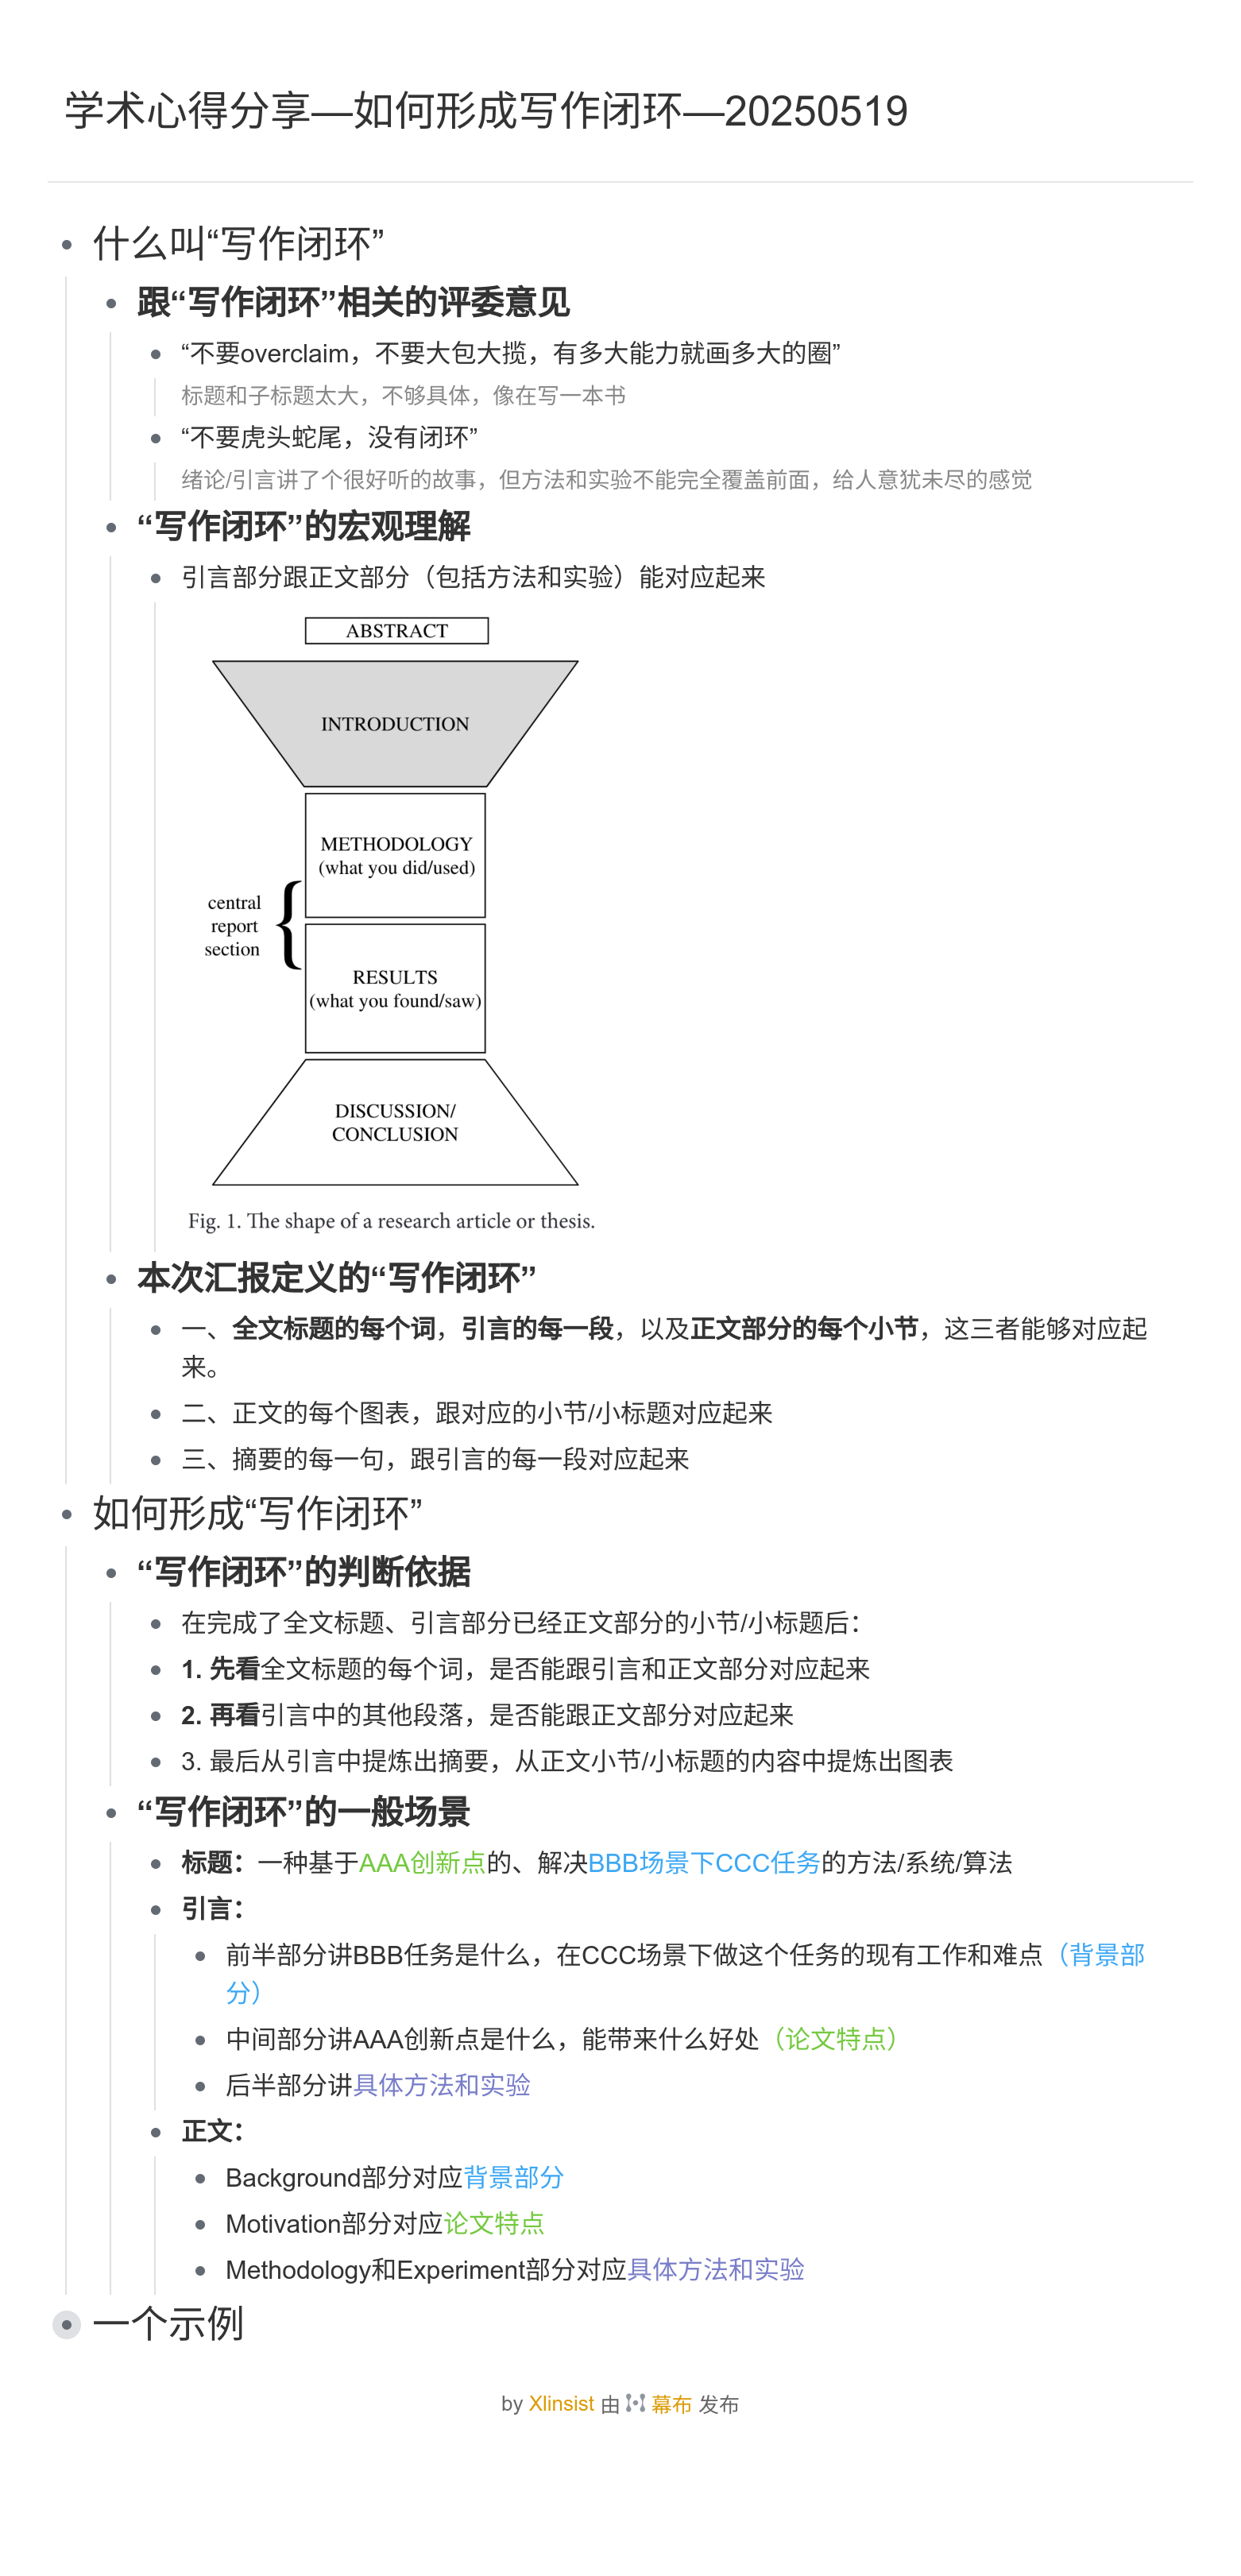 学术心得分享—如何形成写作闭环—20250519
什么叫“写作闭环”
跟“写作闭环”相关的评委意见
“不要overclaim，不要大包大揽，有多大能力就画多大的圈”
标题和子标题太大，不够具体，像在写一本书
“不要虎头蛇尾，没有闭环”
绪论/引言讲了个很好听的故事，但方法和实验不能完全覆盖前面，给人意犹未尽的感觉
“写作闭环”的宏观理解
引言部分跟正文部分（包括方法和实验）能对应起来
ABSTRACT
INTRODUCTION
METHODOLOGY
(what you did/used)
central
report
section
RESULTS
(what you found/saw)
DISCUSSION/
CONCLUSION
Fig. 1. The shape of a research article or thesis.
本次汇报定义的“写作闭环”
一、全文标题的每个词，引言的每一段，以及正文部分的每个小节，这三者能够对应起
来。
二、正文的每个图表，跟对应的小节/小标题对应起来
三、摘要的每一句，跟引言的每一段对应起来
如何形成“写作闭环”
“写作闭环”的判断依据
在完成了全文标题、引言部分已经正文部分的小节/小标题后：
1. 先看全文标题的每个词，是否能跟引言和正文部分对应起来
2. 再看引言中的其他段落，是否能跟正文部分对应起来
3. 最后从引言中提炼出摘要，从正文小节/小标题的内容中提炼出图表
“写作闭环”的一般场景
标题：一种基于AAA创新点的、解决BBB场景下CCC任务的方法/系统/算法
引言：
前半部分讲BBB任务是什么，在CCC场景下做这个任务的现有工作和难点（背景部
分）
中间部分讲AAA创新点是什么，能带来什么好处（论文特点）
后半部分讲具体方法和实验
正文：
Background部分对应背景部分
Motivation部分对应论文特点
Methodology和Experiment部分对应具体方法和实验
一个示例
by Xlinsist 由 幕布 发布